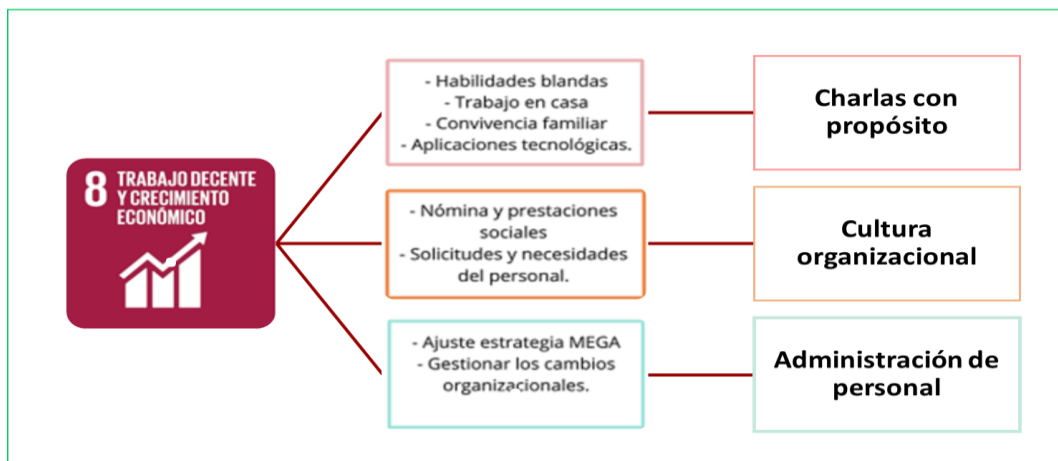 8 TRABAJO DECENTE
Y CRECIMIENTO
ECONÓMICO
- Habilidades blandas
- Trabajo en casa
- Convivencia familiar
- Aplicaciones tecnológicas.
Charlas con
propósito
- Nómina y prestaciones
sociales
- Solicitudes y necesidades
del personal.
Cultura
organizacional
- Ajuste estrategia MEGA
- Gestionar los cambios
organizacionales.
Administración de
personal